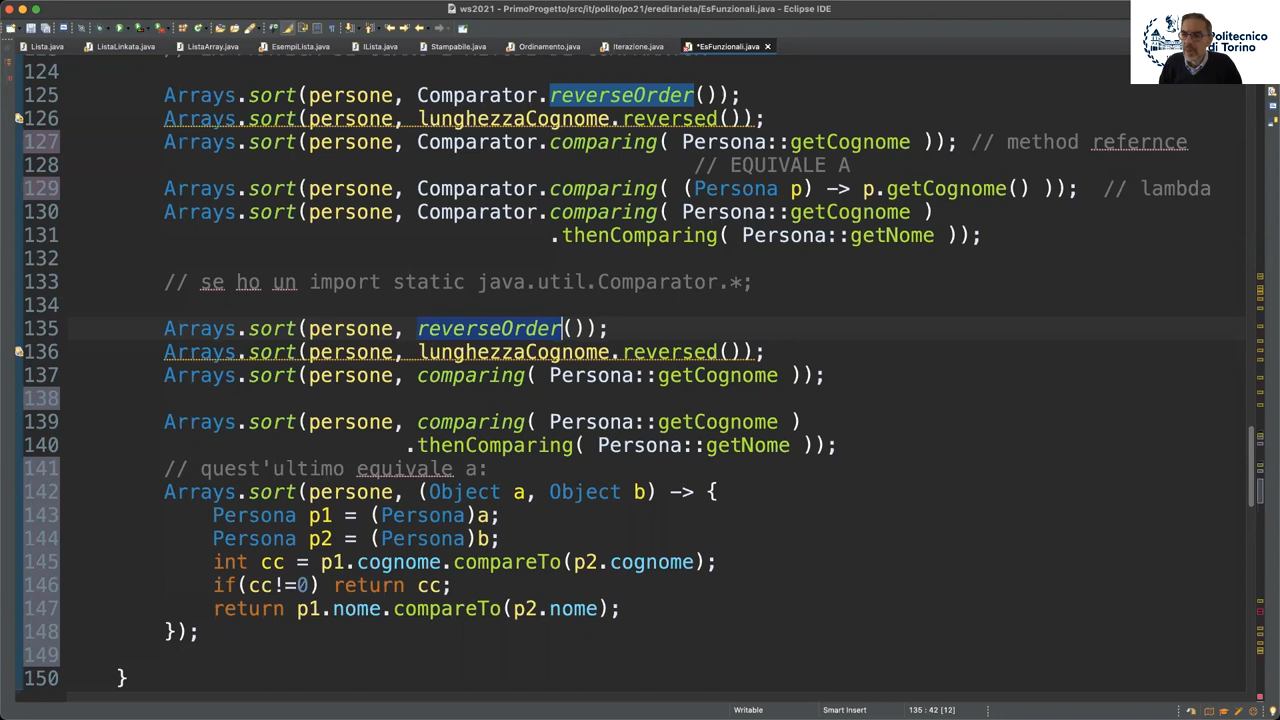 ws2021 - PrimoProgetto/src/it/polito/po21/ereditarieta/EsFunzionali.java - Eclipse IDE
Politecnico
di Torino
Lista.java ListaLinkata.java ListaArray.java EsempiLista.java IListа.java Stampabile.java Ordinamento.java Iterazione.java *EsFunzionali.java
124
125 Arrays.sort(persone, Comparator.reverseOrder());
126 Arrays.sort(persone, lunghezzaCognome.reversed());
127 Arrays.sort(persone, Comparator.comparing( Persona::getCognome )); // method refernce
128 // EQUIVALE A
129 Arrays.sort(persone, Comparator.comparing( (Persona p) -> p.getCognome() )); // lambda
130 Arrays.sort(persone, Comparator.comparing( Persona::getCognome )
131 .thenComparing( Persona::getNome ));
132
133 // se ho un import static java.util.Comparator.*;
134
135 Arrays.sort(persone, reverseOrder());
136 Arrays.sort(persone, lunghezzaCognome.reversed());
137 Arrays.sort(persone, comparing( Persona::getCognome ));
138
139 Arrays.sort(persone, comparing( Persona::getCognome )
140 .thenComparing( Persona::getNome ));
141 // quest'ultimo equivale a:
142 Arrays.sort(persone, (Object a, Object b) -> {
143 Persona p1 = (Persona)a;
144 Persona p2 = (Persona)b;
145 int cc = p1.cognome.compareTo(p2.cognome);
146 if(cc!=0) return cc;
147 return p1.nome.compareTo(p2.nome);
148 });
149
150 }
Writable Smart Insert 135 : 42 [12]